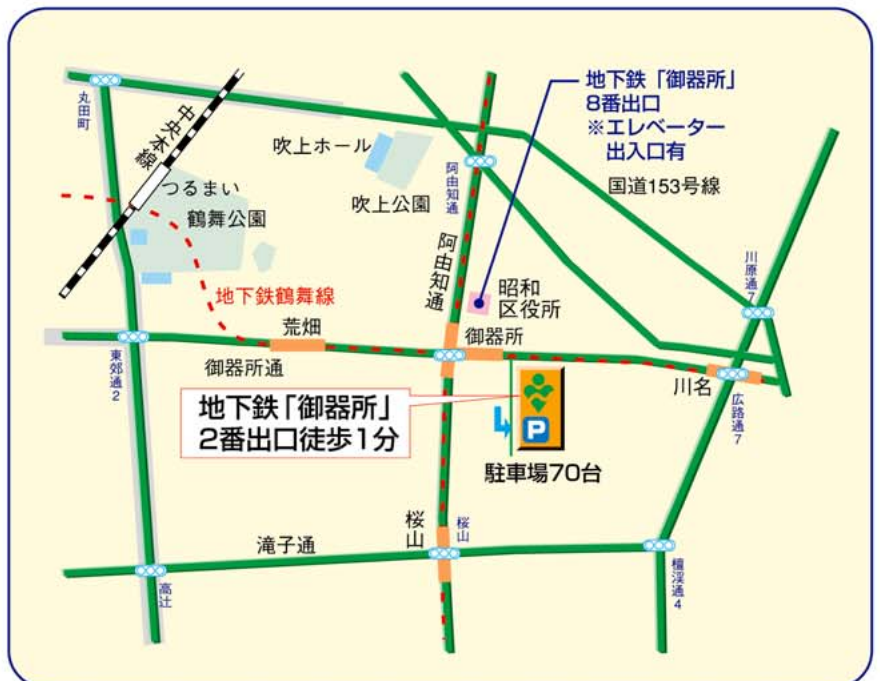 丸田町
中央本線
つるまい
鶴舞公園
吹上ホール
吹上公園
阿由知通
阿由知通
地下鉄「御器所」
8番出口
※エレベーター
出入口有
国道153号線
川原通7
昭和
区役所
地下鉄鶴舞線
荒畑
御器所
東郊通2
御器所通
川名
広路通7
地下鉄「御器所」
2番出口徒歩1分
P
駐車場70台
桜山
桜山
滝子通
高辻
檀渓通4